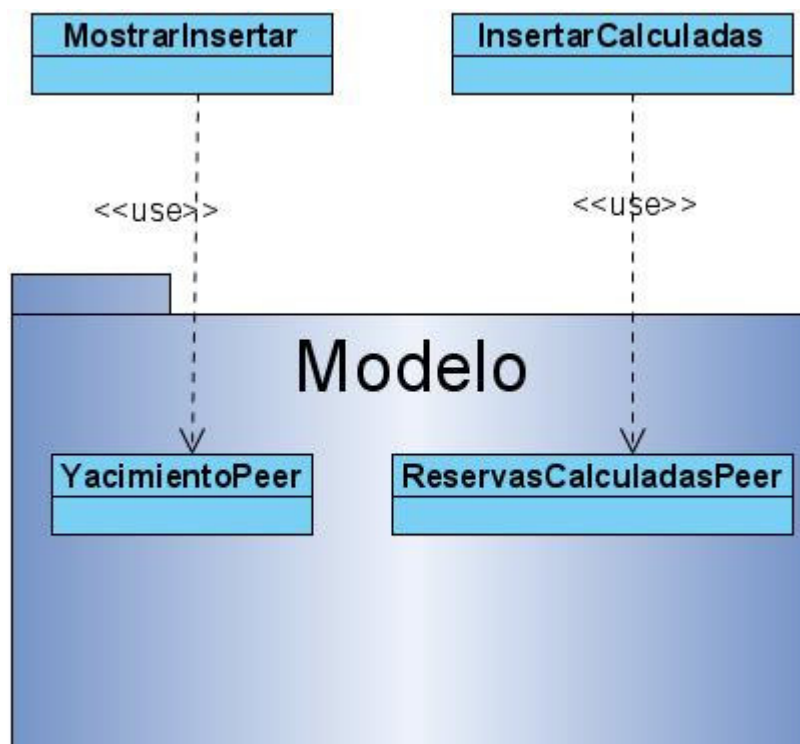 MostrarInsertar
InsertarCalculadas
<<use>>
<<use>>
Modelo
YacimientoPeer
ReservasCalculadasPeer